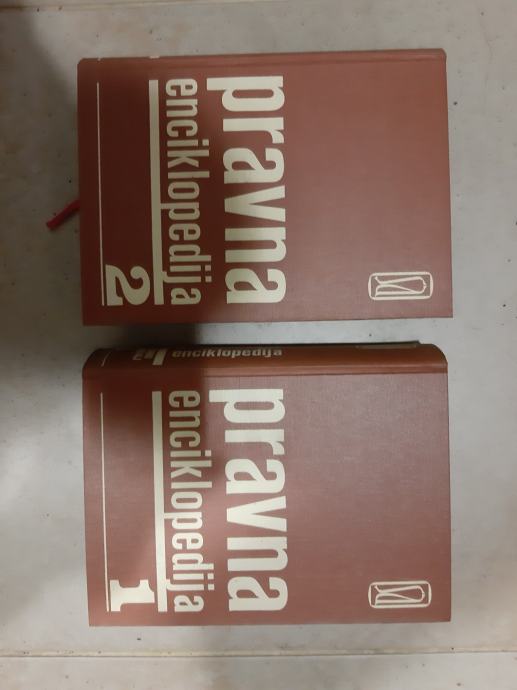 pravna
enciklopedija
2
enciklopedija
pravna
enciklopedija
1